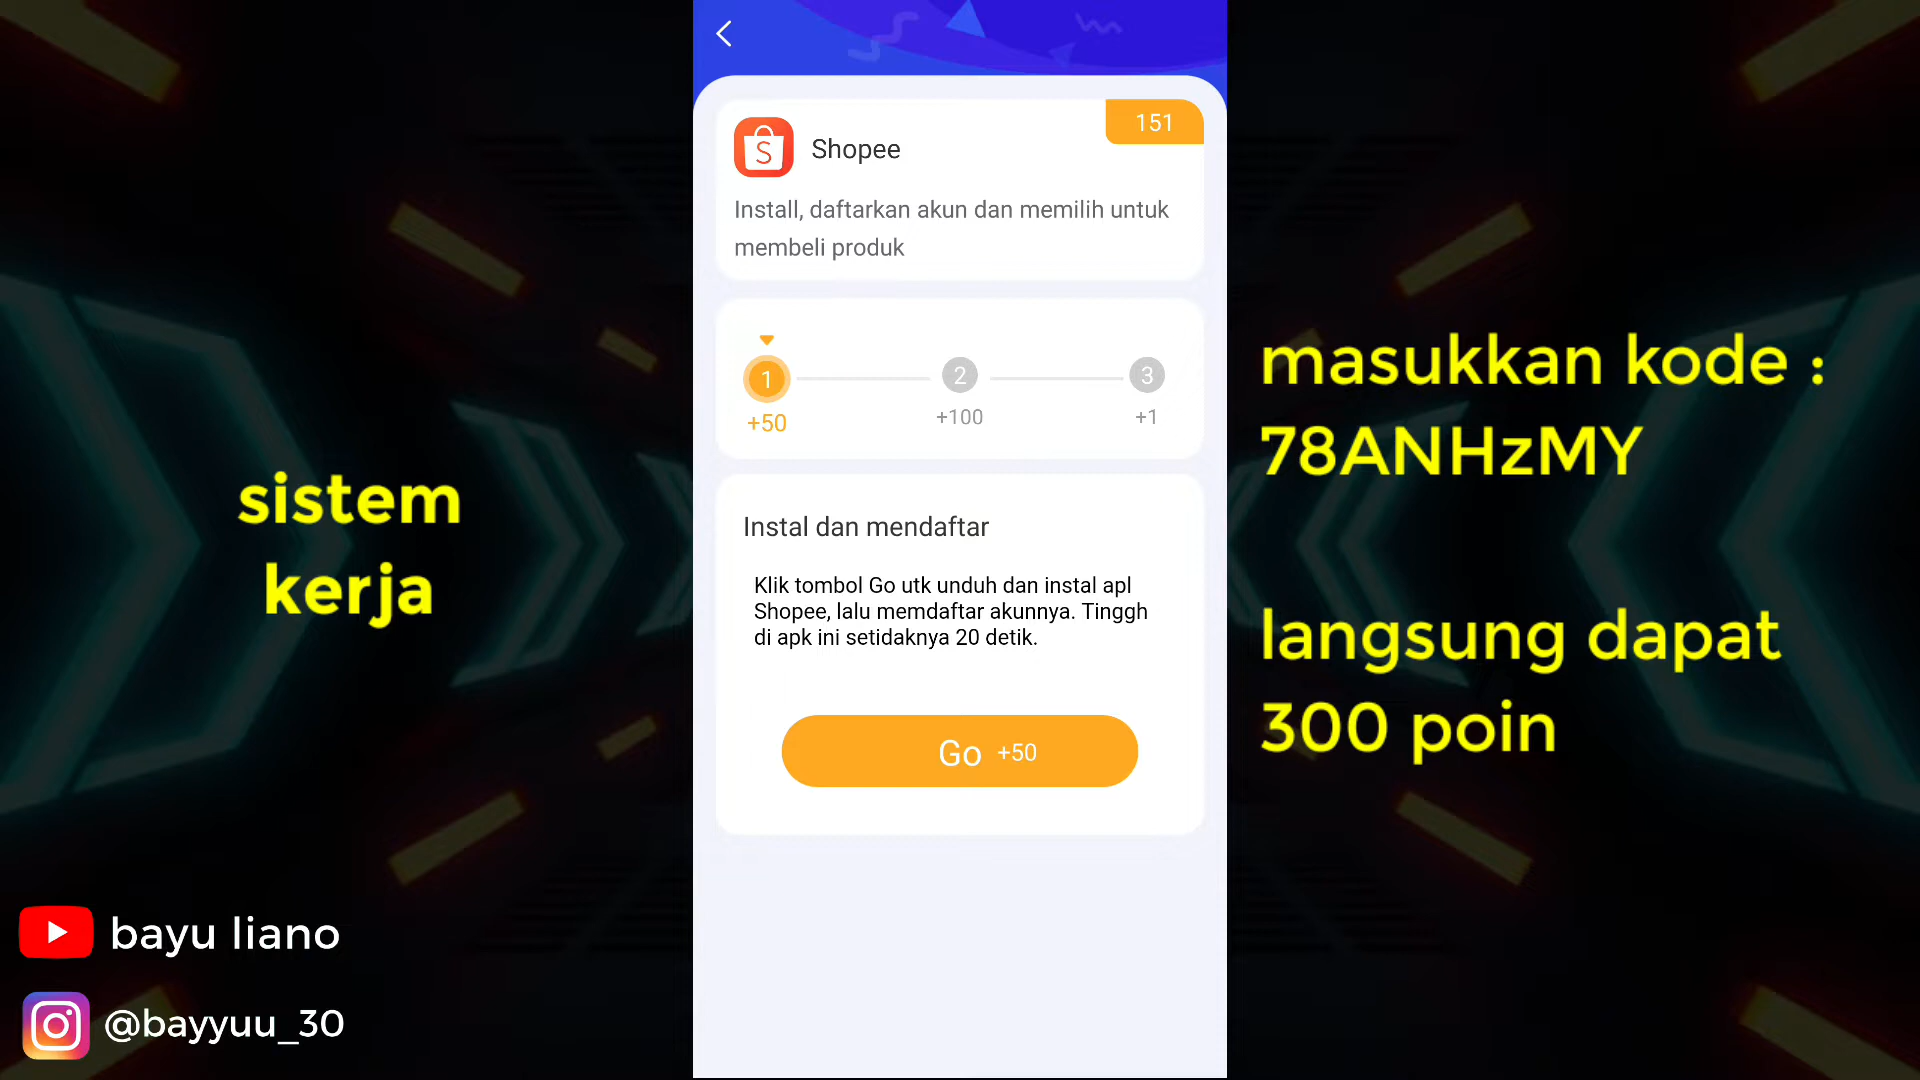 sistem
kerja
bayu liano
@bayyuu_30
151
S
Shopee
Install, daftarkan akun dan memilih untuk
membeli produk
1
2
3
+50
+100
+1
Instal dan mendaftar
Klik tombol Go utk unduh dan instal apl
Shopee, lalu memdaftar akunnya. Tinggh
di apk ini setidaknya 20 detik.
Go +50
masukkan kode :
78ANHzMY
langsung dapat
300 poin